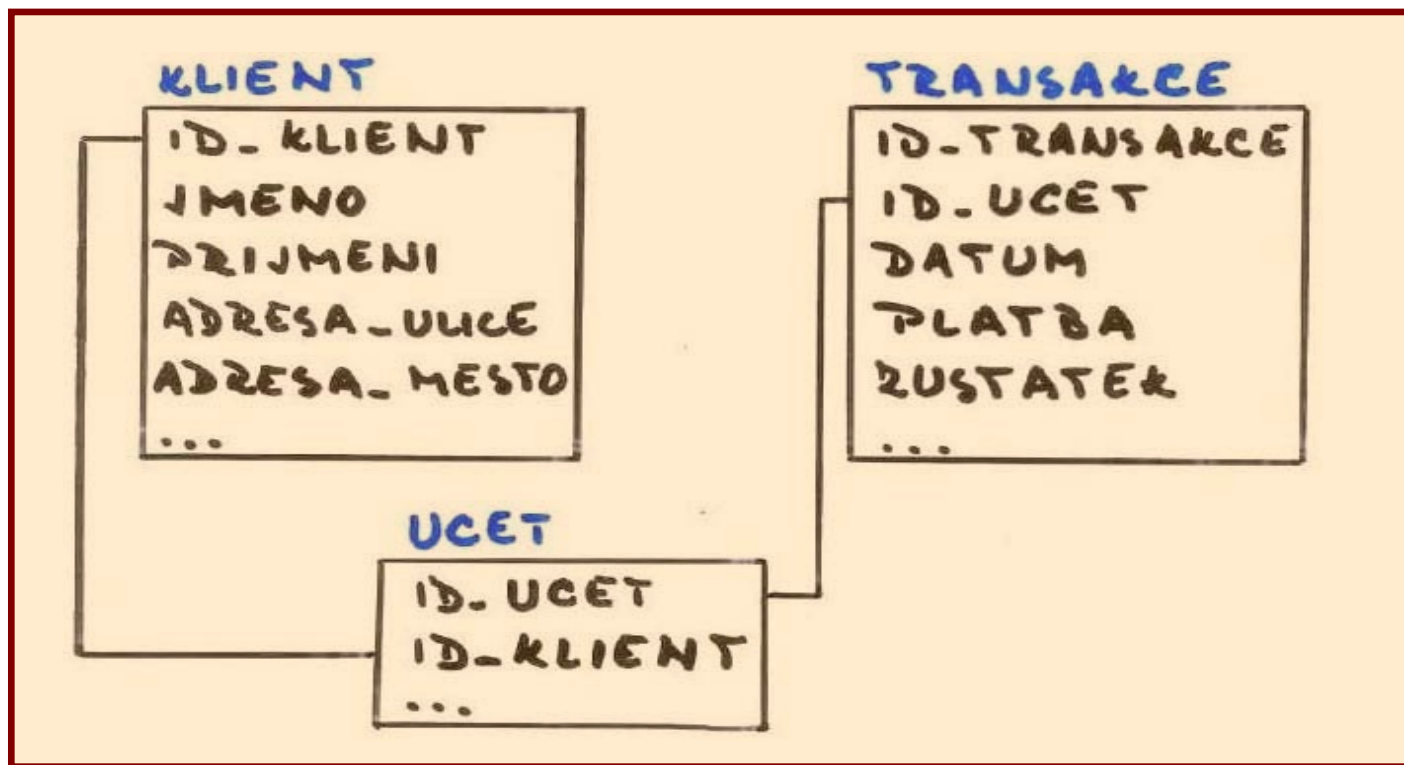 KLIENT
ID_KLIENT
JMENO
PRIJMENI
ADRESA_ULICE
ADRESA_MESTO
...
TRANSAKCE
ID_TRANSAKCE
ID_UCET
DATUM
PLATBA
ZUSTATEK
...
UCET
ID_UCET
ID_KLIENT
...